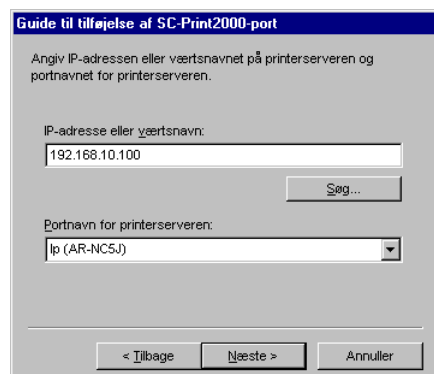 Guide til tilføjelse af SC-Print2000-port
Angiv IP-adressen eller værtsnavnet på printerserveren og
portnavnet for printerserveren.
IP-adresse eller værtsnavn:
192.168.10.100
Søg...
Portnavn for printerserveren:
lp (AR-NC5J)
< Tilbage
Næste >
Annuller